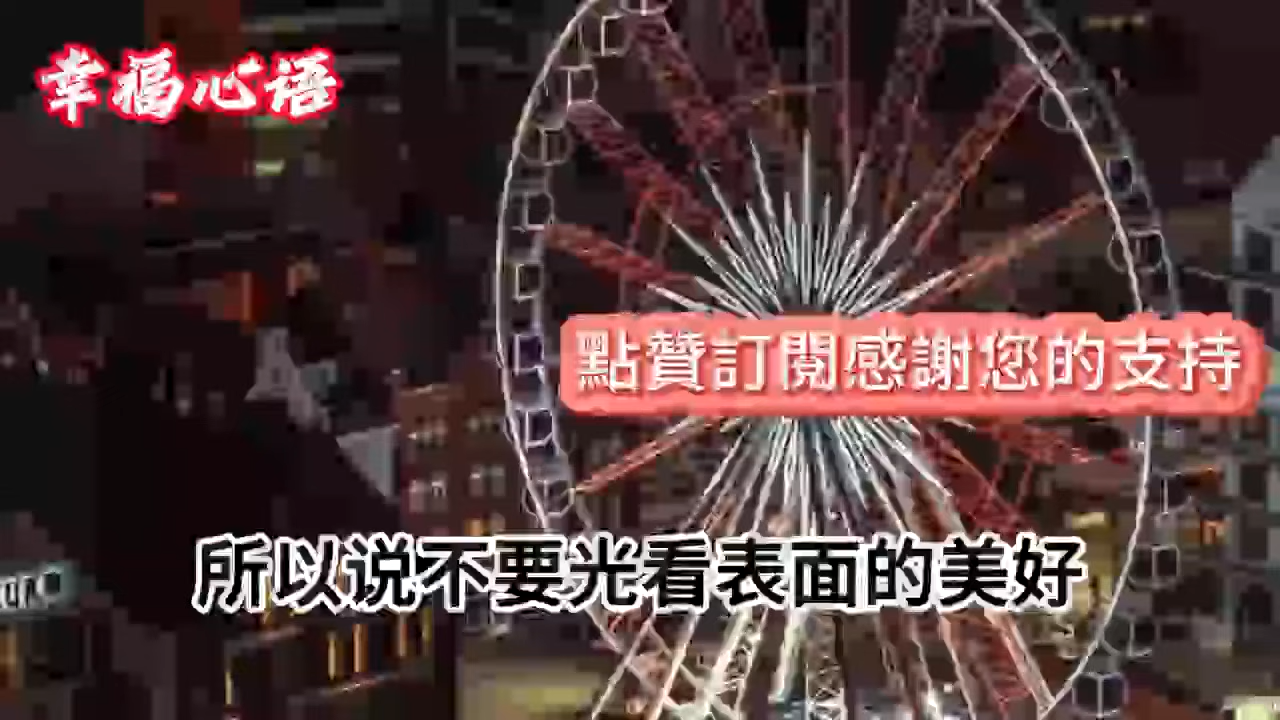 幸福心语
點贊訂閱感謝您的支持
所以说不要光看表面的美好